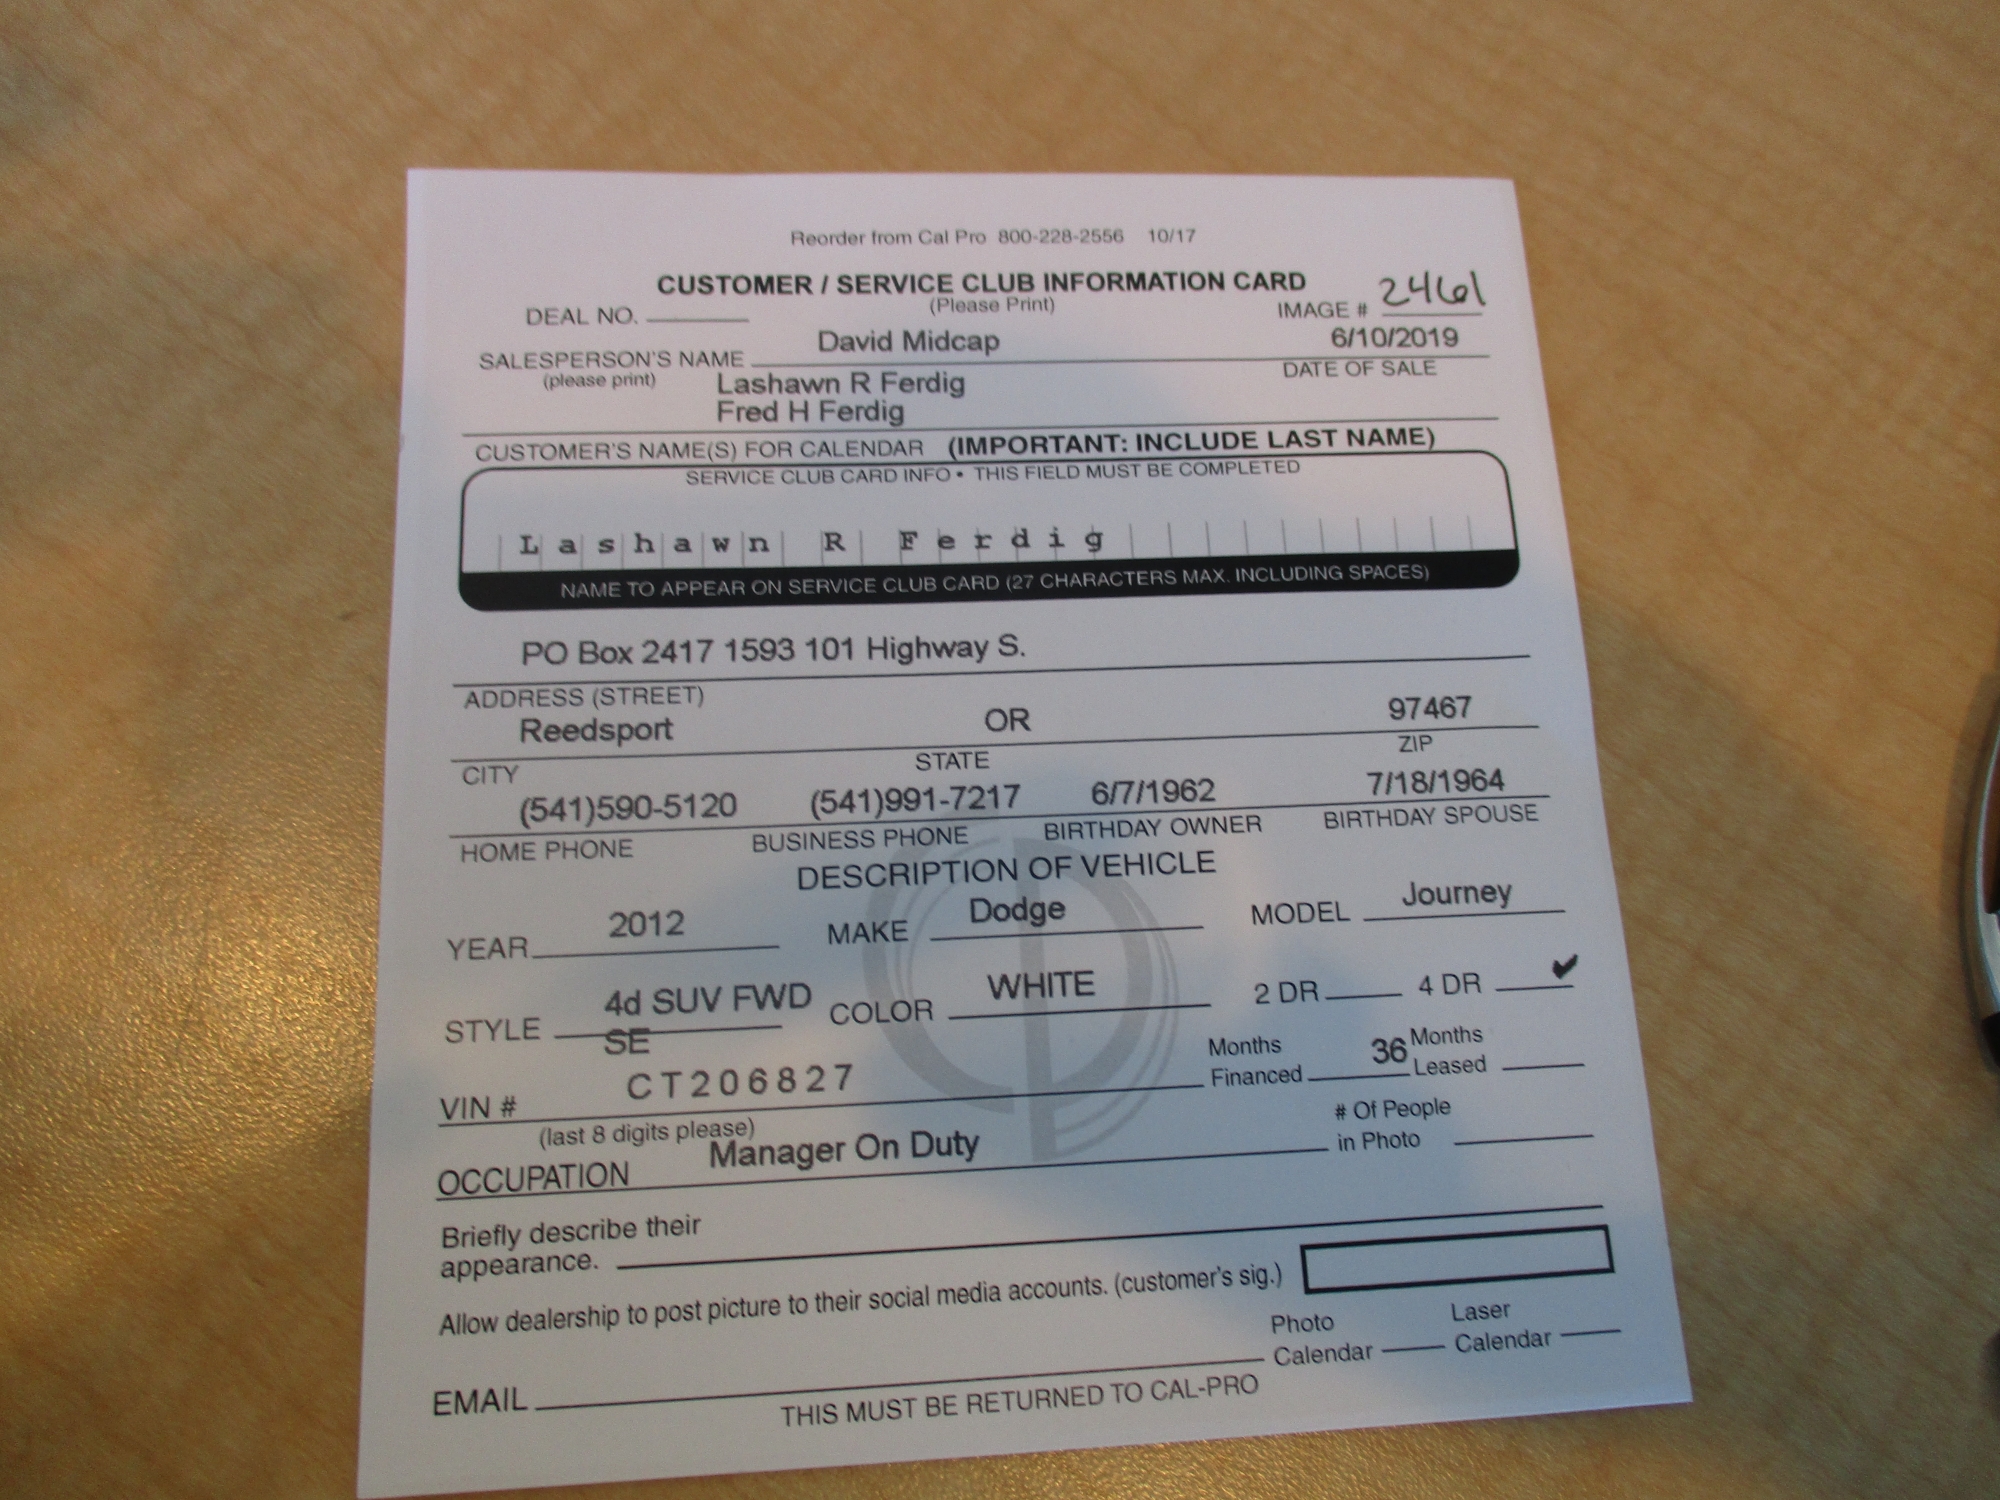 Reorder from Cal Pro 800-228-2556 10/17
CUSTOMER / SERVICE CLUB INFORMATION CARD
(Please Print)
DEAL NO. IMAGE # 2461
David Midcap 6/10/2019
SALESPERSON'S NAME DATE OF SALE
(please print) Lashawn R Ferdig
Fred H Ferdig
CUSTOMER'S NAME(S) FOR CALENDAR (IMPORTANT: INCLUDE LAST NAME)
SERVICE CLUB CARD INFO • THIS FIELD MUST BE COMPLETED
Lashawn R Ferdig
NAME TO APPEAR ON SERVICE CLUB CARD (27 CHARACTERS MAX. INCLUDING SPACES)
PO Box 2417 1593 101 Highway S.
ADDRESS (STREET)
Reedsport OR 97467
CITY STATE ZIP
(541)590-5120 (541)991-7217 6/7/1962 7/18/1964
HOME PHONE BUSINESS PHONE BIRTHDAY OWNER BIRTHDAY SPOUSE
DESCRIPTION OF VEHICLE
YEAR 2012 MAKE Dodge MODEL Journey
STYLE 4d SUV FWD COLOR WHITE 2 DR 4 DR ✔
SE
VIN # CT206827 Months Financed 36 Months Leased
(last 8 digits please)
OCCUPATION Manager On Duty # Of People in Photo
Briefly describe their
appearance.
Allow dealership to post picture to their social media accounts. (customer's sig.)
Photo Calendar Laser Calendar
EMAIL
THIS MUST BE RETURNED TO CAL-PRO